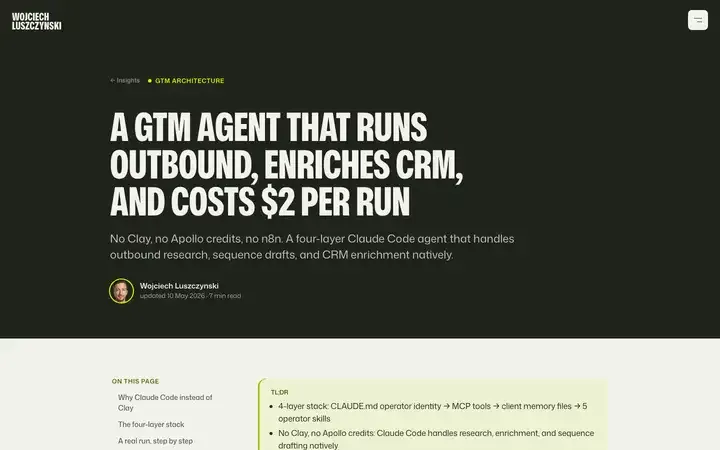 WOJCIECH
LUSZCZYNSKI
← Insights
GTM ARCHITECTURE
A GTM AGENT THAT RUNS
OUTBOUND, ENRICHES CRM,
AND COSTS $2 PER RUN
No Clay, no Apollo credits, no n8n. A four-layer Claude Code agent that handles
outbound research, sequence drafts, and CRM enrichment natively.
Wojciech Luszczynski
updated 10 May 2026 · 7 min read
ON THIS PAGE
Why Claude Code instead of
Clay
The four-layer stack
A real run, step by step
TL;DR
• 4-layer stack: CLAUDE.md operator identity → MCP tools → client memory files → 5
operator skills
• No Clay, no Apollo credits: Claude Code handles research, enrichment, and sequence
drafting natively